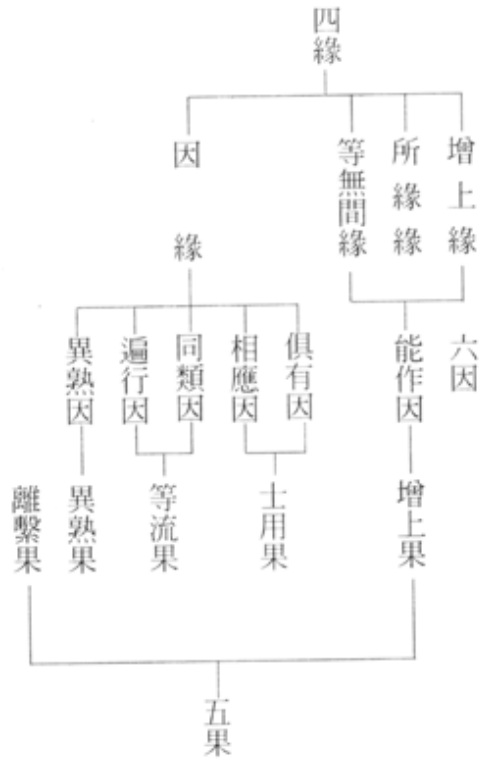 四緣
增上緣
所緣緣
等無間緣
因緣
六因
能作因
俱有因
相應因
同類因
遍行因
異熟因
增上果
士用果
等流果
異熟果
離繫果
五果